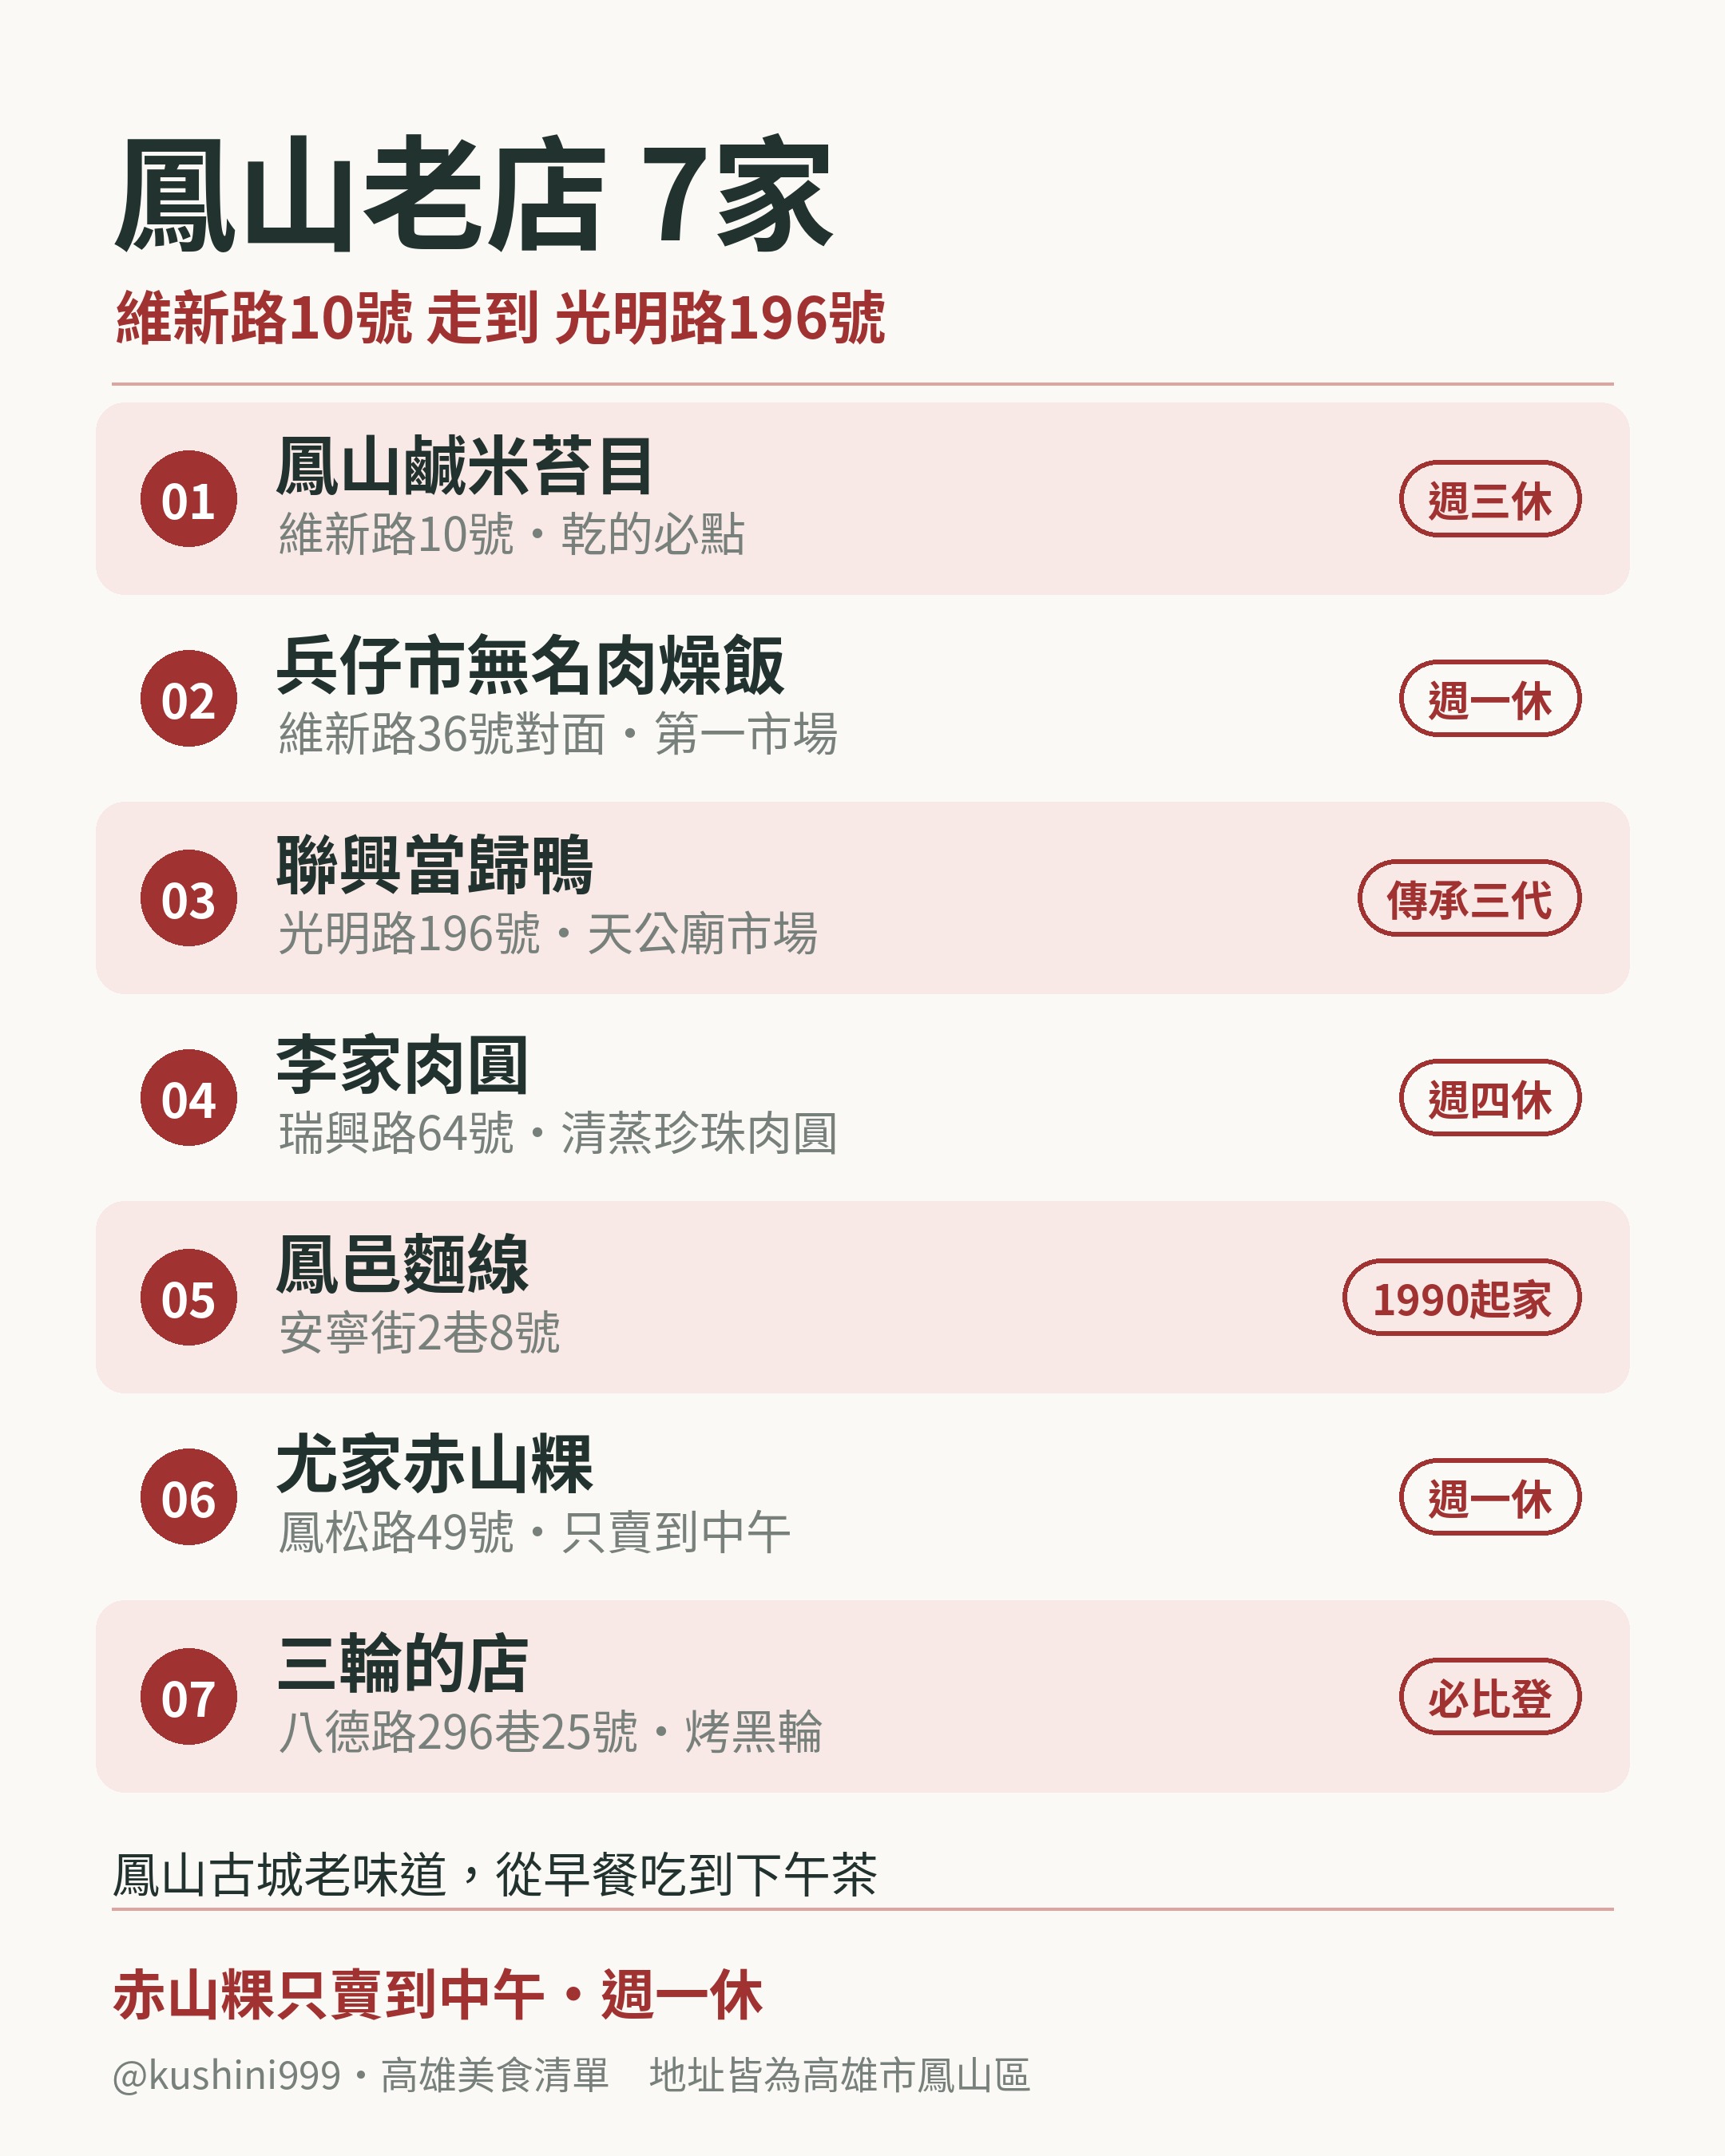 鳳山老店 7家
維新路10號 走到 光明路196號
01
鳳山鹹米苔目
維新路10號・乾的必點
週三休
02
兵仔市無名肉燥飯
維新路36號對面・第一市場
週一休
03
聯興當歸鴨
光明路196號・天公廟市場
傳承三代
04
李家肉圓
瑞興路64號・清蒸珍珠肉圓
週四休
05
鳳邑麵線
安寧街2巷8號
1990起家
06
尤家赤山粿
鳳松路49號・只賣到中午
週一休
07
三輪的店
八德路296巷25號・烤黑輪
必比登
鳳山古城老味道，從早餐吃到下午茶
赤山粿只賣到中午・週一休
@kushini999・高雄美食清單　地址皆為高雄市鳳山區